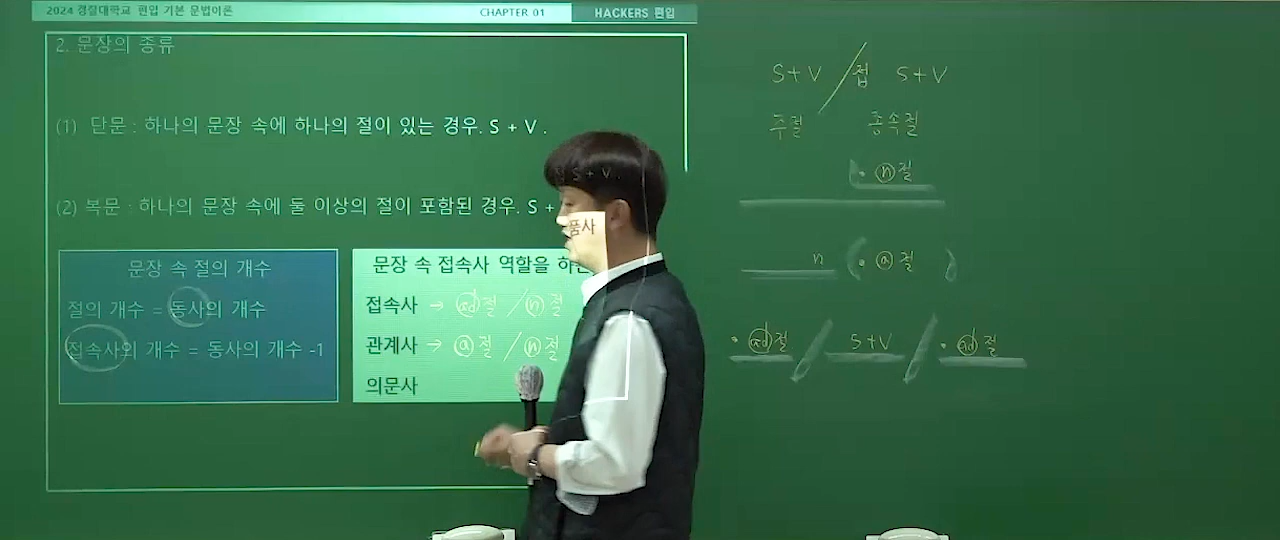 2024 경찰대학교 편입 기본 문법이론
CHAPTER 01
HACKERS 편입
2. 문장의 종류
(1) 단문 : 하나의 문장 속에 하나의 절이 있는 경우. S + V .
(2) 복문 : 하나의 문장 속에 둘 이상의 절이 포함된 경우. S +
S + V .
품사
문장 속 절의 개수
절의 개수 = 동사의 개수
접속사의 개수 = 동사의 개수 -1
문장 속 접속사 역할을 하는
접속사 → ad절 / n절
관계사 → a절 / n절
의문사
S+V / 접 S+V
주절 종속절
n절
n ( a절 )
ad절 / S+V / ad절